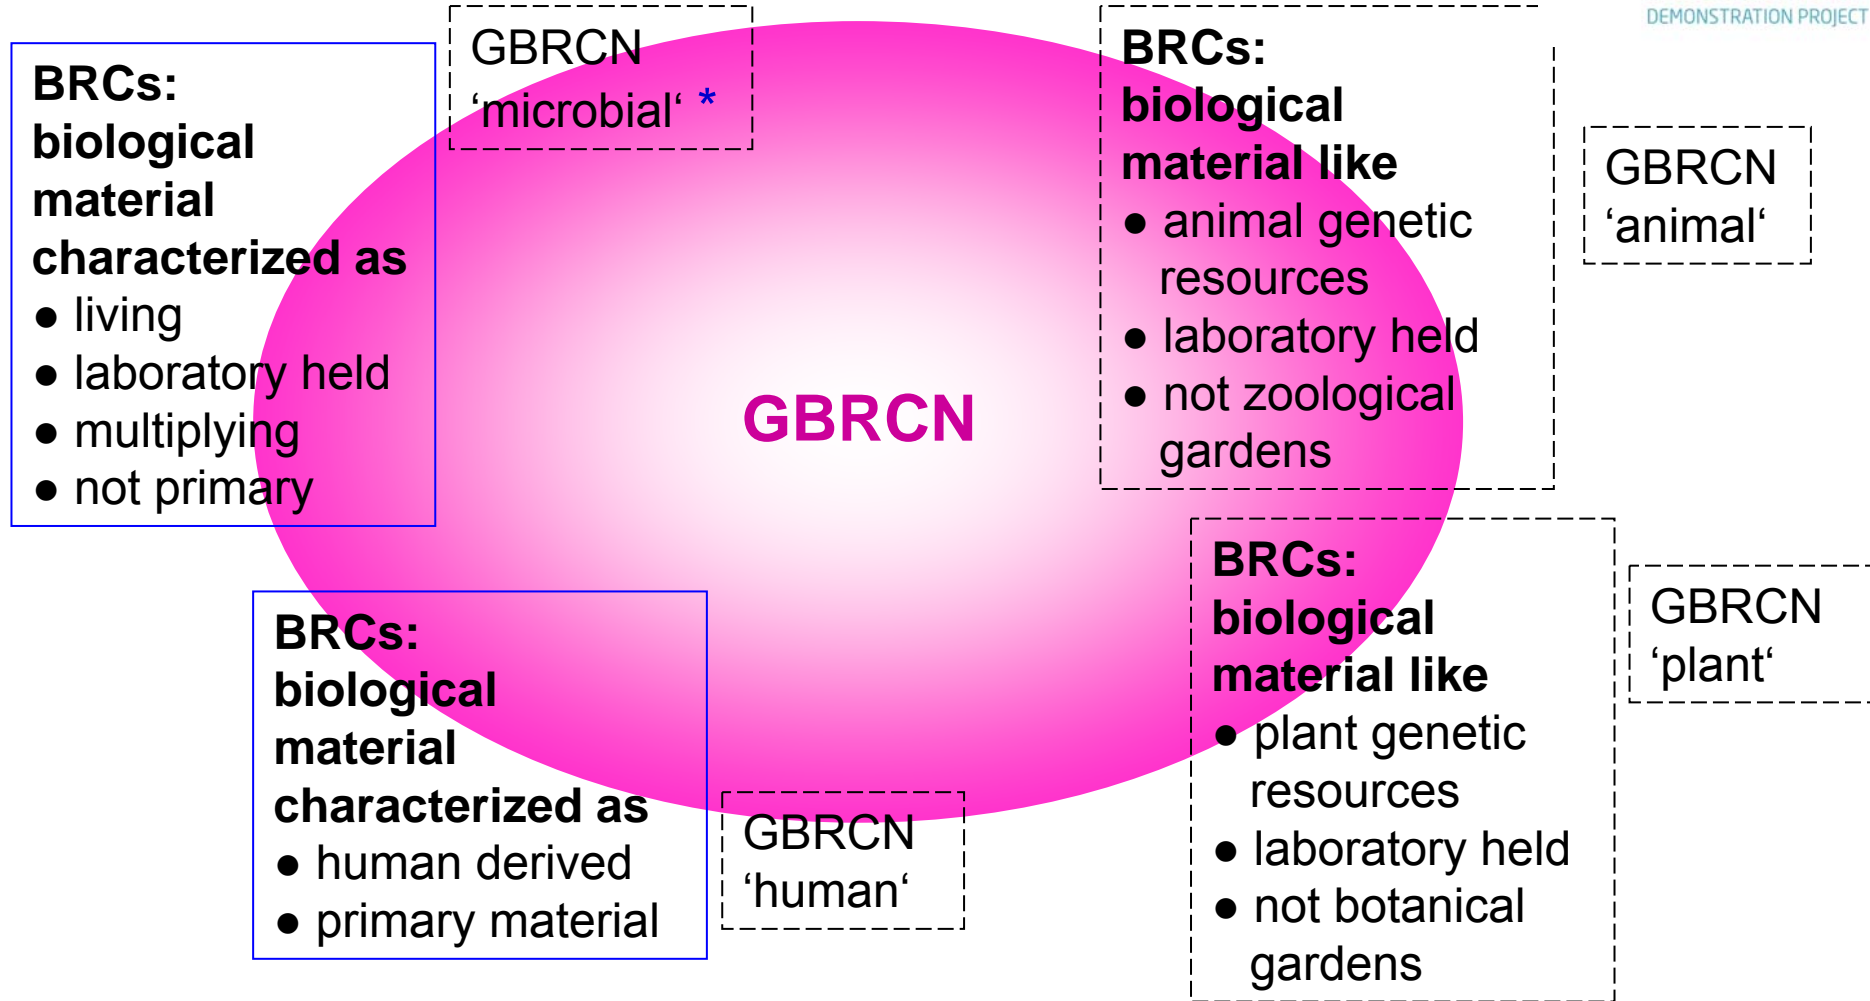 DEMONSTRATION PROJECT
BRCs:
biological
material
characterized as
● living
● laboratory held
● multiplying
● not primary
GBRCN
‘microbial‘ *
BRCs:
biological
material like
● animal genetic
resources
● laboratory held
● not zoological
gardens
GBRCN
‘animal‘
GBRCN
BRCs:
biological
material
characterized as
● human derived
● primary material
GBRCN
‘human‘
BRCs:
biological
material like
● plant genetic
resources
● laboratory held
● not botanical
gardens
GBRCN
‘plant‘